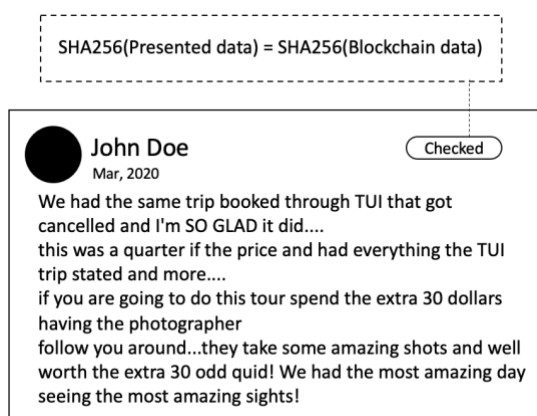 SHA256(Presented data) = SHA256(Blockchain data)
John Doe
Checked
Mar, 2020
We had the same trip booked through TUI that got
cancelled and I'm SO GLAD it did....
this was a quarter if the price and had everything the TUI
trip stated and more....
if you are going to do this tour spend the extra 30 dollars
having the photographer
follow you around...they take some amazing shots and well
worth the extra 30 odd quid! We had the most amazing day
seeing the most amazing sights!